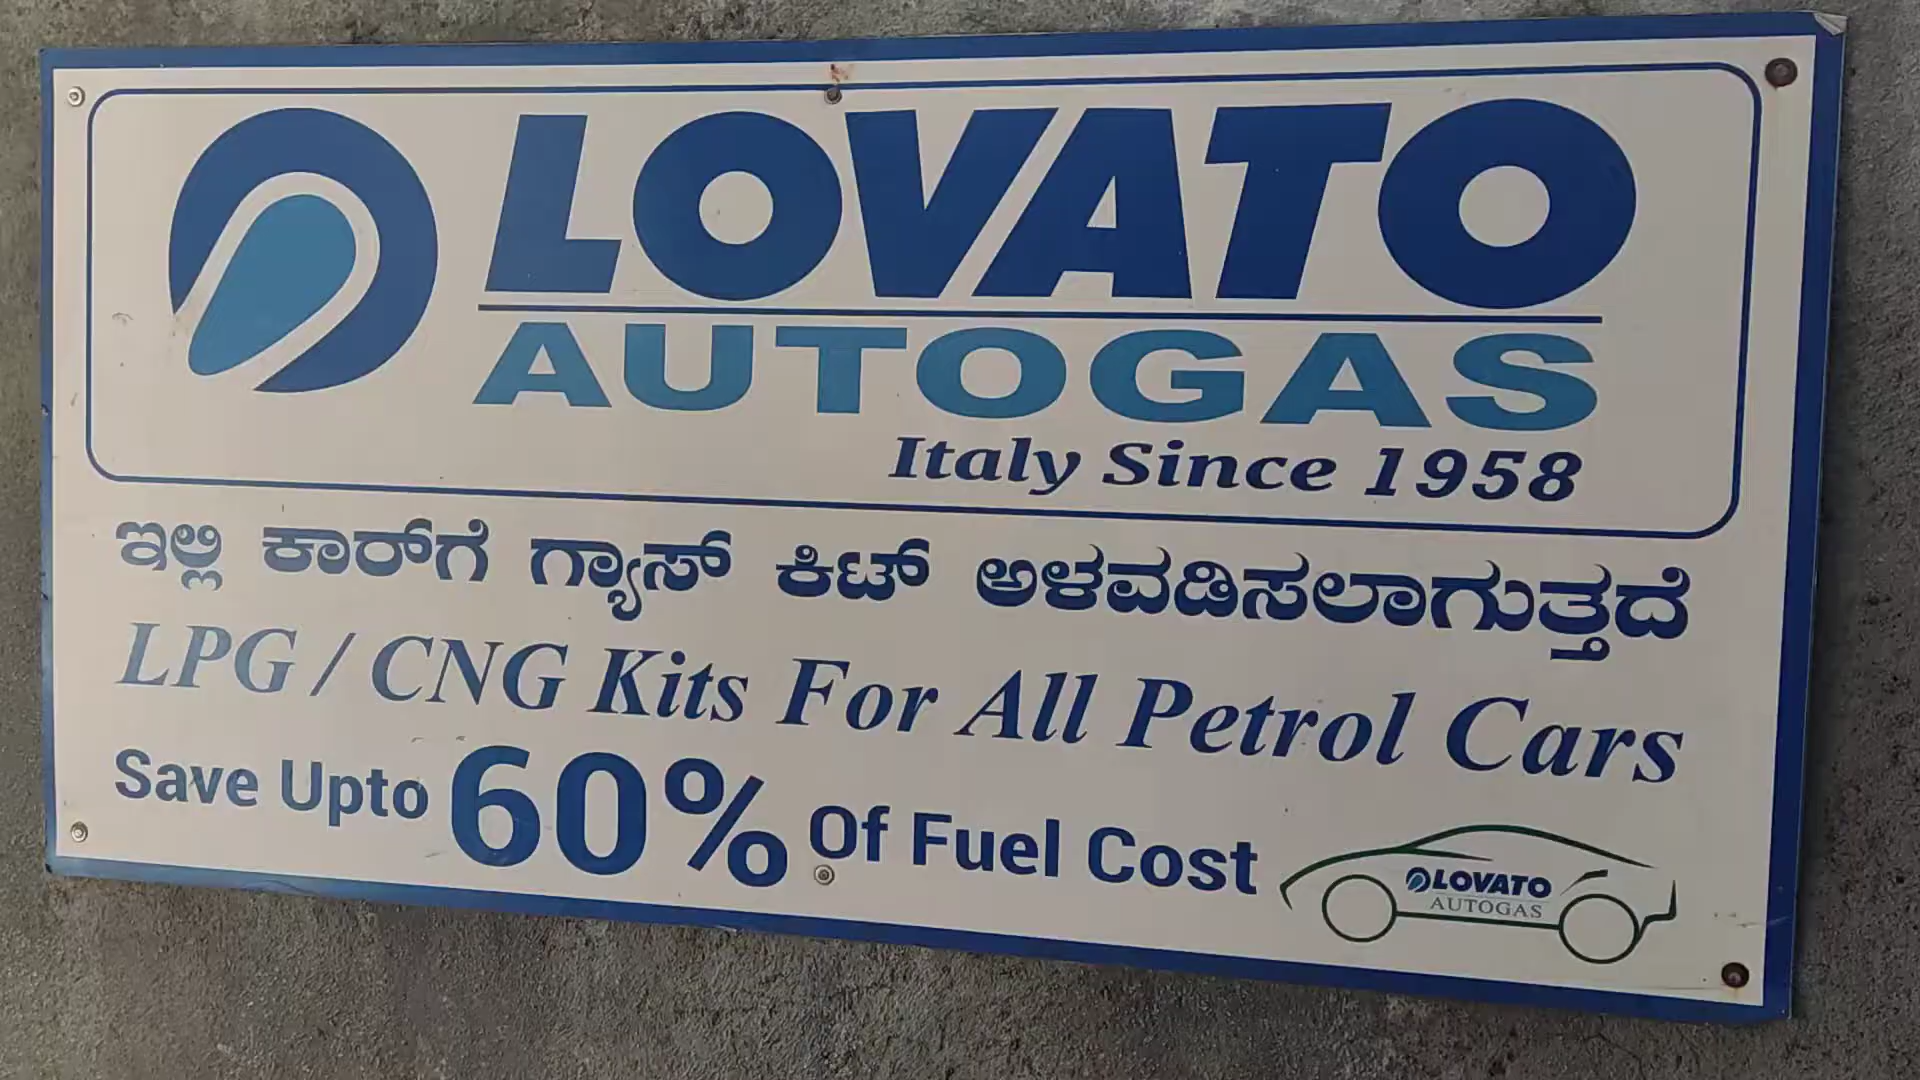 LOVATO
AUTOGAS
Italy Since 1958
ಇಲ್ಲಿ ಕಾರ್‌ಗೆ ಗ್ಯಾಸ್ ಕಿಟ್ ಅಳವಡಿಸಲಾಗುತ್ತದೆ
LPG / CNG Kits For All Petrol Cars
Save Upto 60% Of Fuel Cost
LOVATO
AUTOGAS